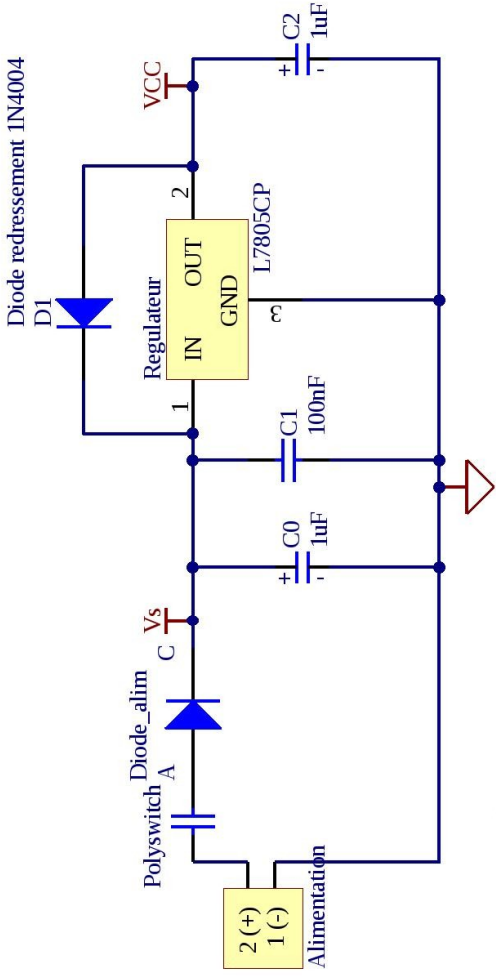 Diode redressement 1N4004
D1
Regulateur
IN
OUT
GND
L7805CP
1
2
3
VCC
C2
1uF
+
-
C1
100nF
C0
1uF
+
-
Vs
C
Diode_alim
A
Polyswitch
2 (+)
1 (-)
Alimentation